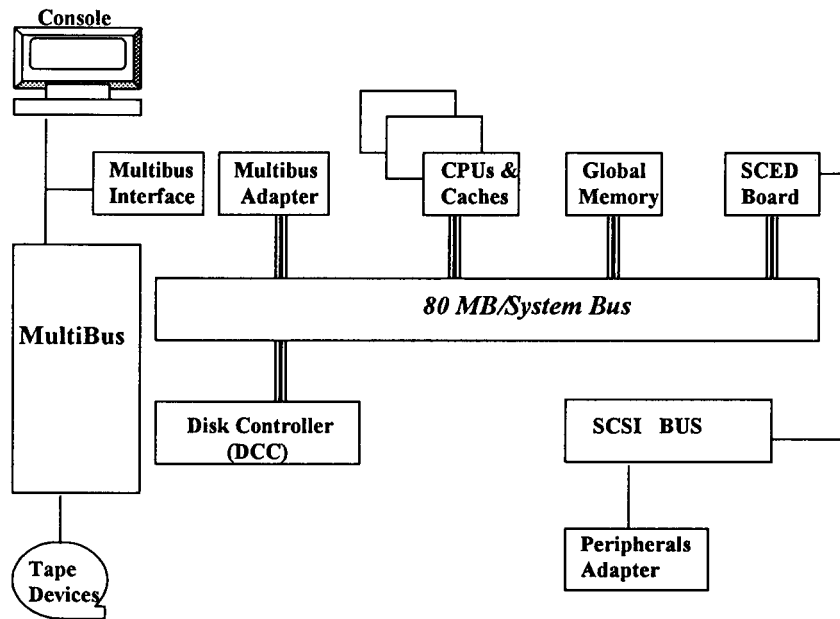 Console
Multibus
Interface
Multibus
Adapter
CPUs &
Caches
Global
Memory
SCED
Board
80 MB/System Bus
MultiBus
Disk Controller
(DCC)
SCSI BUS
Peripherals
Adapter
Tape
Devices